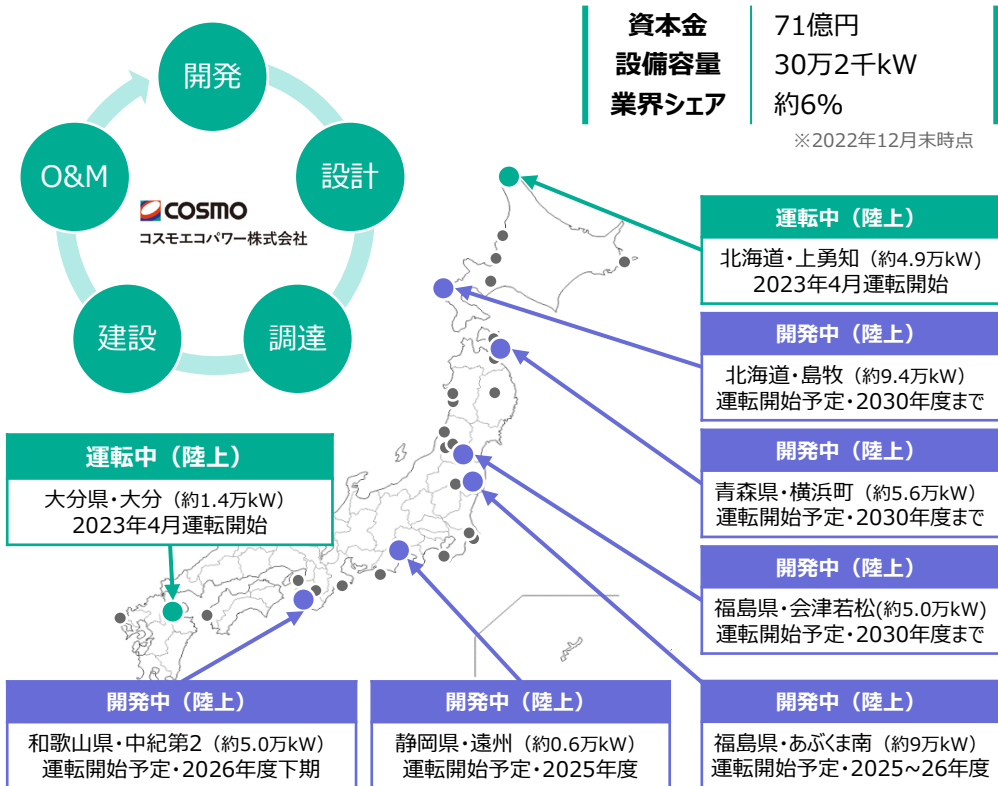 資本金 71億円
設備容量 30万2千kW
業界シェア 約6%
※2022年12月末時点
開発
設計
調達
建設
O&M
COSMO
コスモエコパワー株式会社
運転中（陸上）
北海道・上勇知（約4.9万kW)
2023年4月運転開始
開発中（陸上）
北海道・島牧（約9.4万kW）
運転開始予定・2030年度まで
開発中（陸上）
青森県・横浜町（約5.6万kW）
運転開始予定・2030年度まで
開発中（陸上）
福島県・会津若松(約5.0万kW）
運転開始予定・2030年度まで
開発中（陸上）
福島県・あぶくま南（約9万kW）
運転開始予定・2025~26年度
運転中（陸上）
大分県・大分（約1.4万kW）
2023年4月運転開始
開発中（陸上）
和歌山県・中紀第2（約5.0万kW）
運転開始予定・2026年度下期
開発中（陸上）
静岡県・遠州（約0.6万kW）
運転開始予定・2025年度